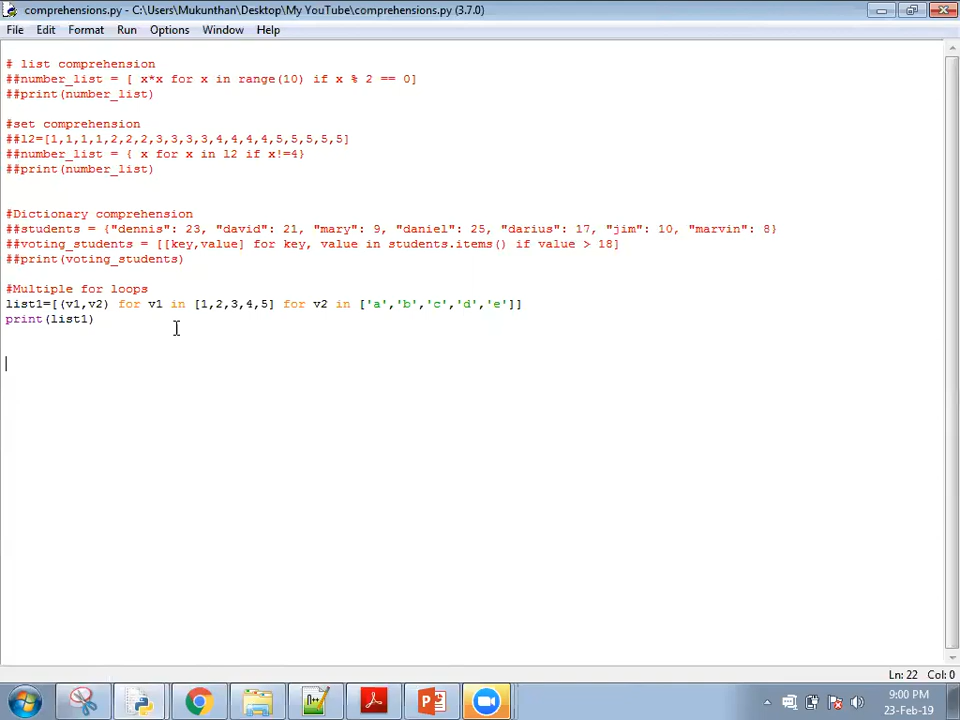 comprehensions.py - C:\Users\Mukunthan\Desktop\My YouTube\comprehensions.py (3.7.0)
File Edit Format Run Options Window Help
# list comprehension
##number_list = [ x*x for x in range(10) if x % 2 == 0]
##print(number_list)
#set comprehension
##l2=[1,1,1,1,2,2,2,3,3,3,3,4,4,4,4,5,5,5,5,5]
##number_list = { x for x in l2 if x!=4}
##print(number_list)
#Dictionary comprehension
##students = {"dennis": 23, "david": 21, "mary": 9, "daniel": 25, "darius": 17, "jim": 10, "marvin": 8}
##voting_students = [[key,value] for key, value in students.items() if value > 18]
##print(voting_students)
#Multiple for loops
list1=[(v1,v2) for v1 in [1,2,3,4,5] for v2 in ['a','b','c','d','e']]
print(list1)
Ln: 22 Col: 0
9:00 PM
23-Feb-19